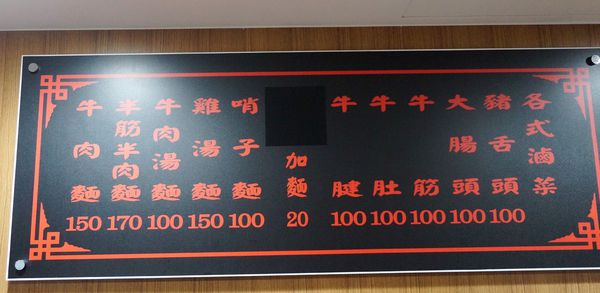 牛肉麵 150
半筋半肉麵 170
牛肉湯麵 100
雞湯麵 150
哨子麵 100
加麵 20
牛腱 100
牛肚 100
牛筋 100
大腸頭 100
豬舌頭 100
各式滷菜